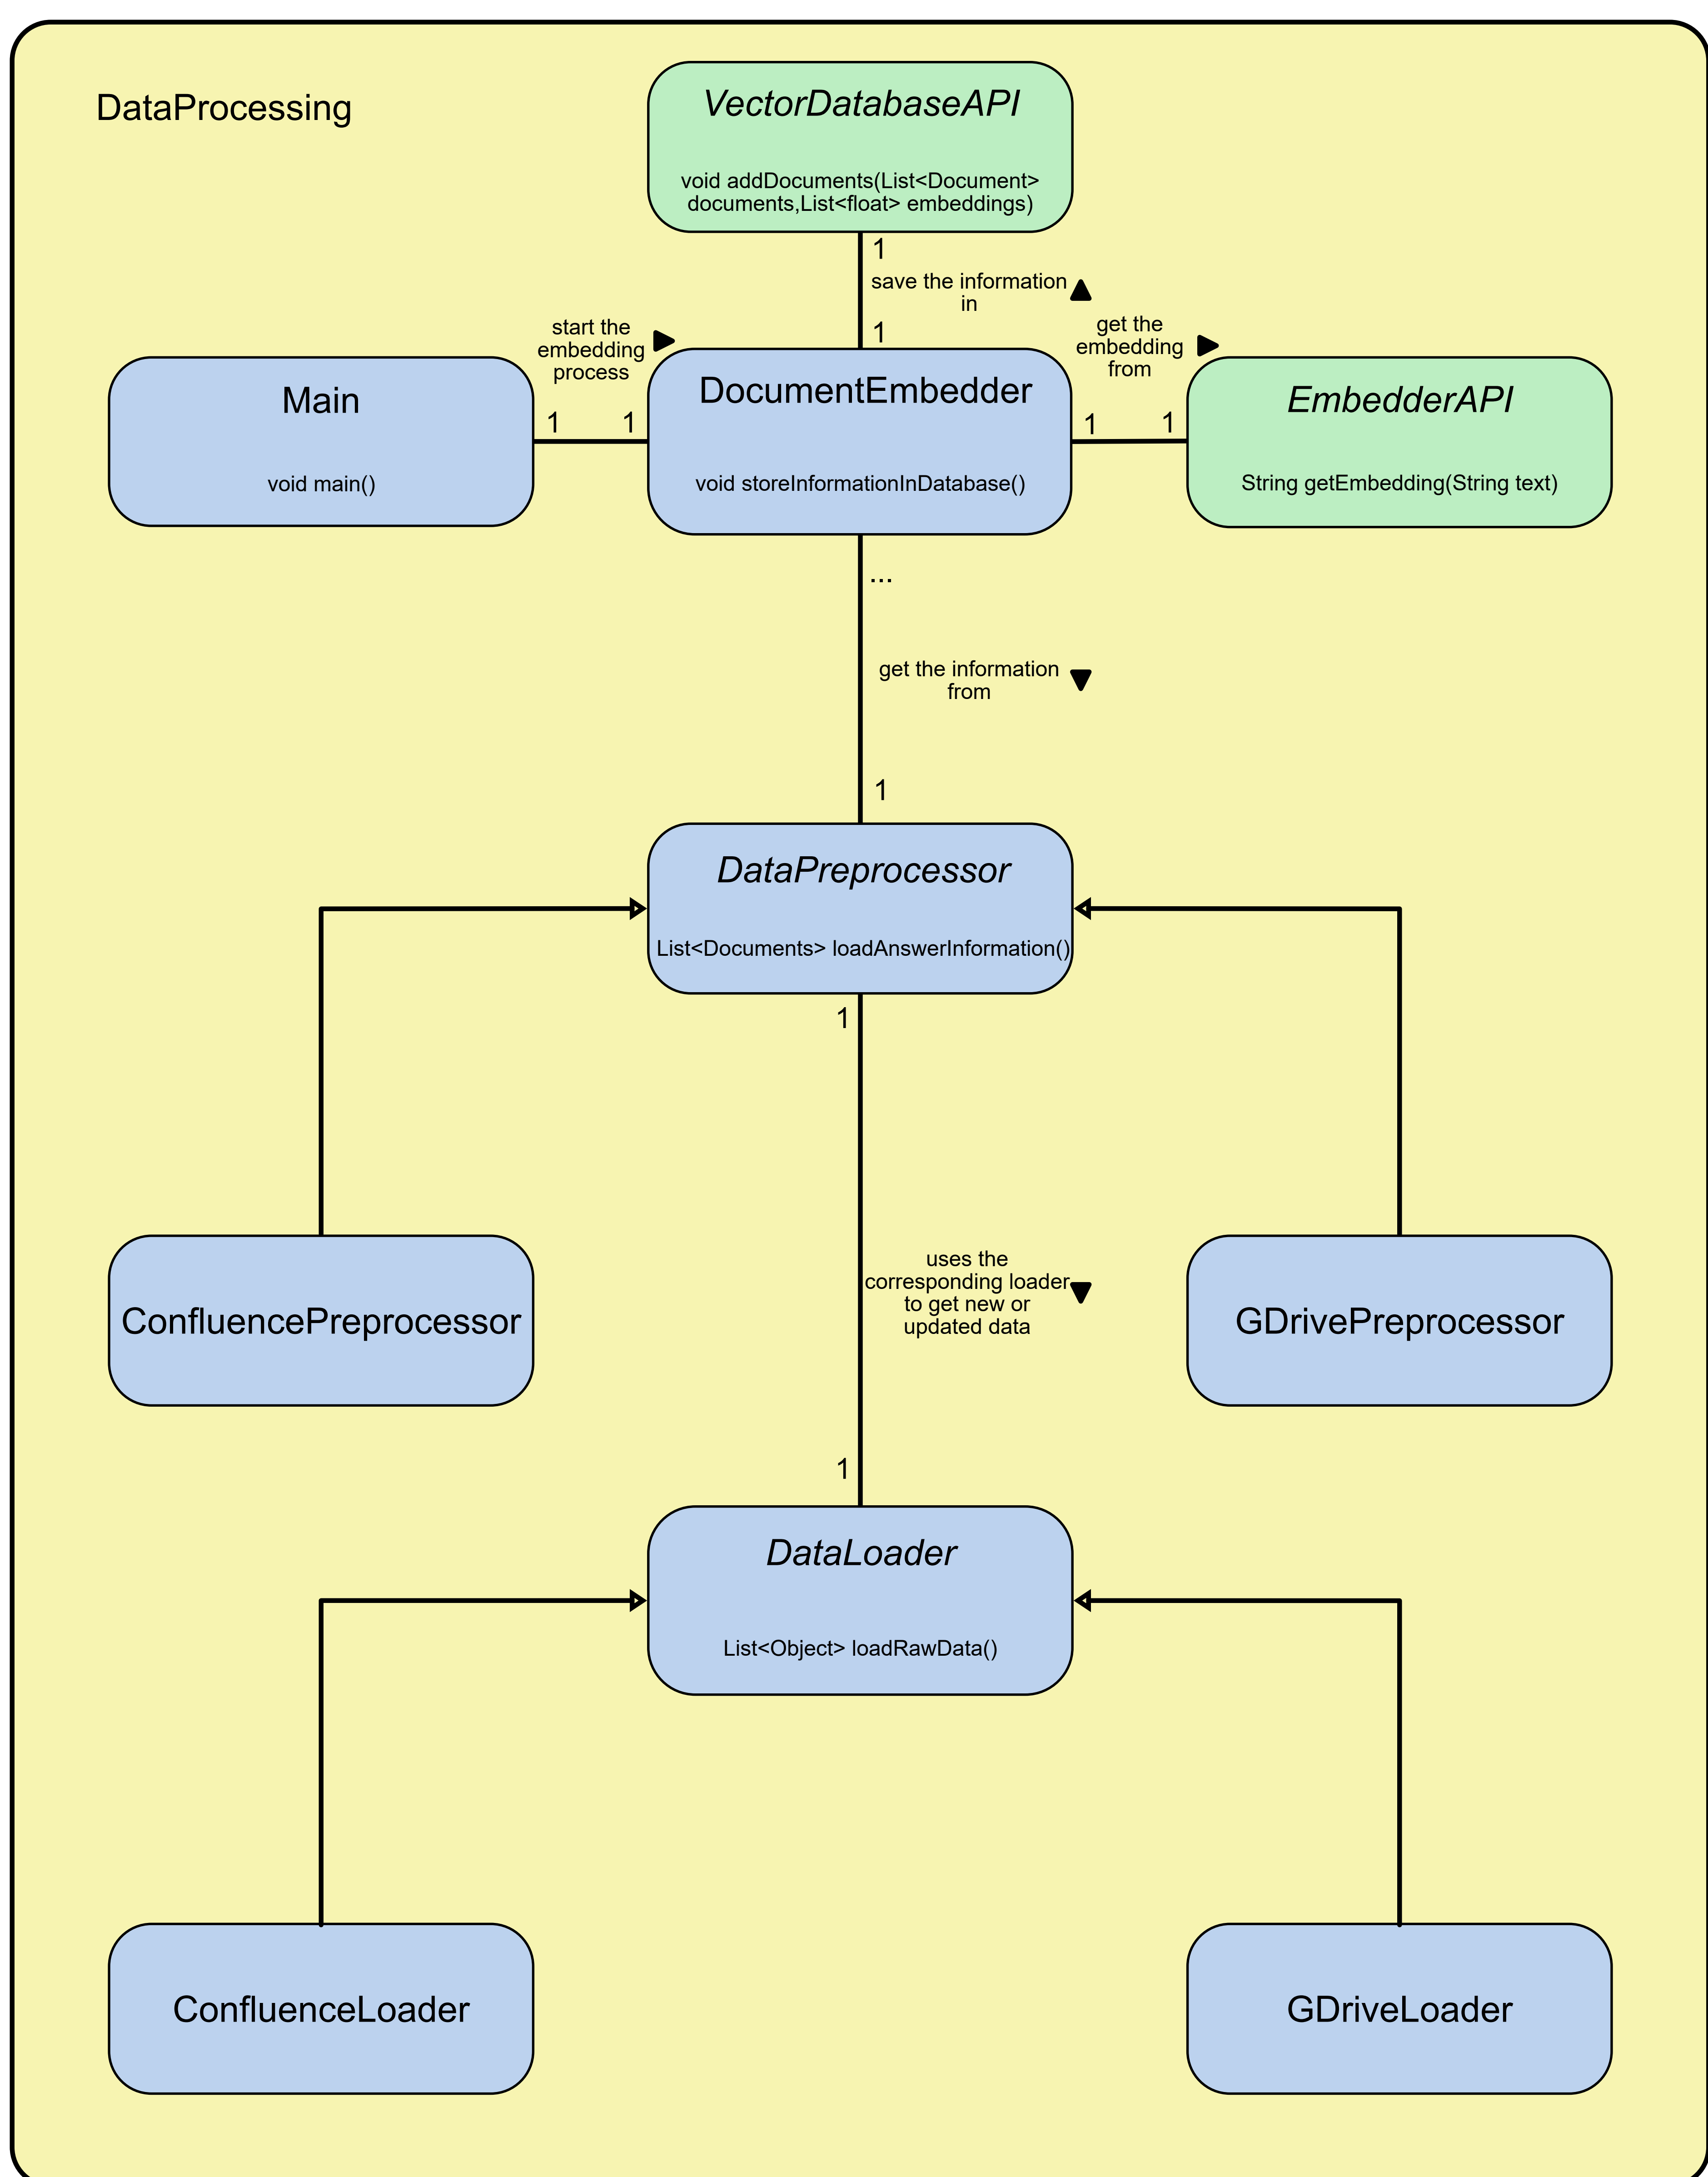 DataProcessing
VectorDatabaseAPI
void addDocuments(List<Document>
documents,List<float> embeddings)
1
save the information
in
1
start the
embedding
process
get the
embedding
from
Main
void main()
1
1
DocumentEmbedder
void storeInformationInDatabase()
1
1
EmbedderAPI
String getEmbedding(String text)
...
get the information
from
1
DataPreprocessor
List<Documents> loadAnswerInformation()
1
ConfluencePreprocessor
uses the
corresponding loader
to get new or
updated data
GDrivePreprocessor
1
DataLoader
List<Object> loadRawData()
ConfluenceLoader
GDriveLoader